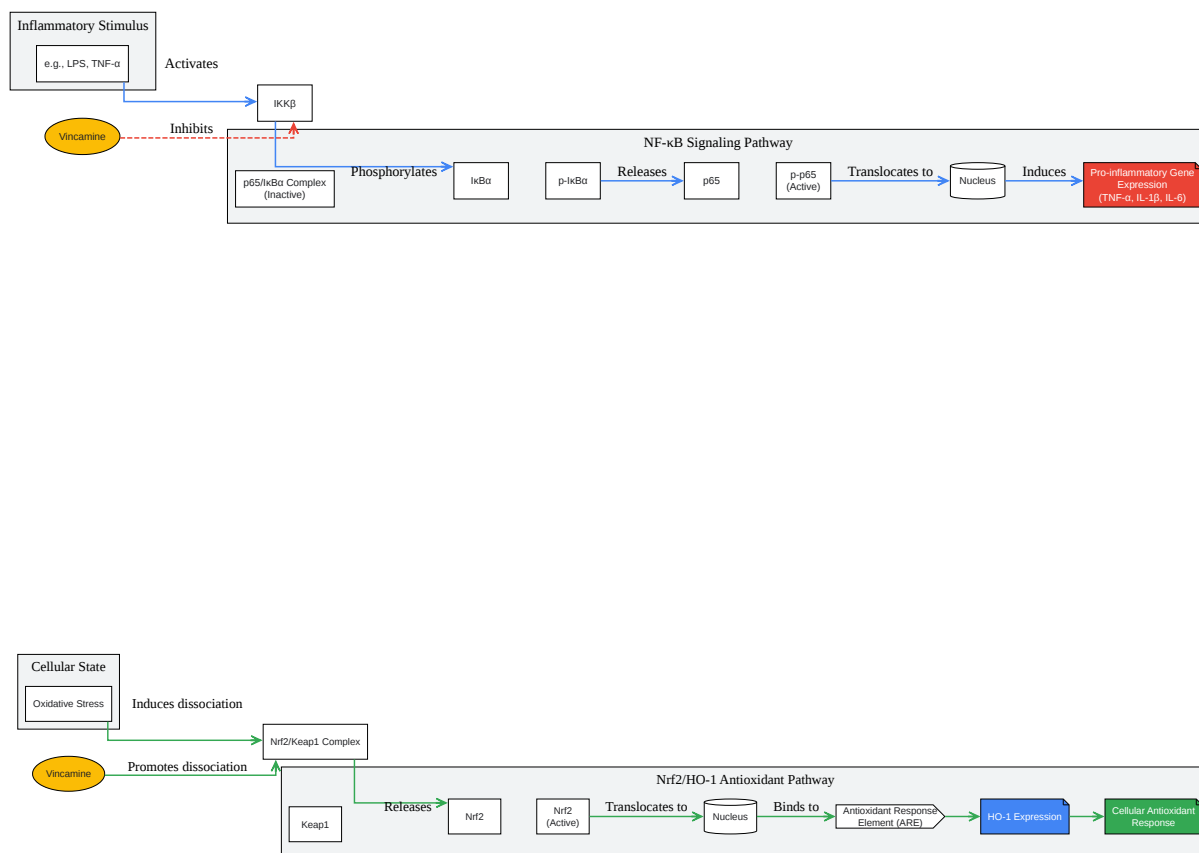 Inflammatory Stimulus
e.g., LPS, TNF-α
Activates
IKKβ
Vincamine
Inhibits
NF-κB Signaling Pathway
p65/IκBα Complex
(Inactive)
Phosphorylates
IκBα
p-IκBα
Releases
p65
p-p65
(Active)
Translocates to
Nucleus
Induces
Pro-inflammatory Gene
Expression
(TNF-α, IL-1β, IL-6)
Cellular State
Oxidative Stress
Induces dissociation
Nrf2/Keap1 Complex
Vincamine
Promotes dissociation
Nrf2/HO-1 Antioxidant Pathway
Keap1
Releases
Nrf2
Nrf2
(Active)
Translocates to
Nucleus
Binds to
Antioxidant Response
Element (ARE)
HO-1 Expression
Cellular Antioxidant
Response